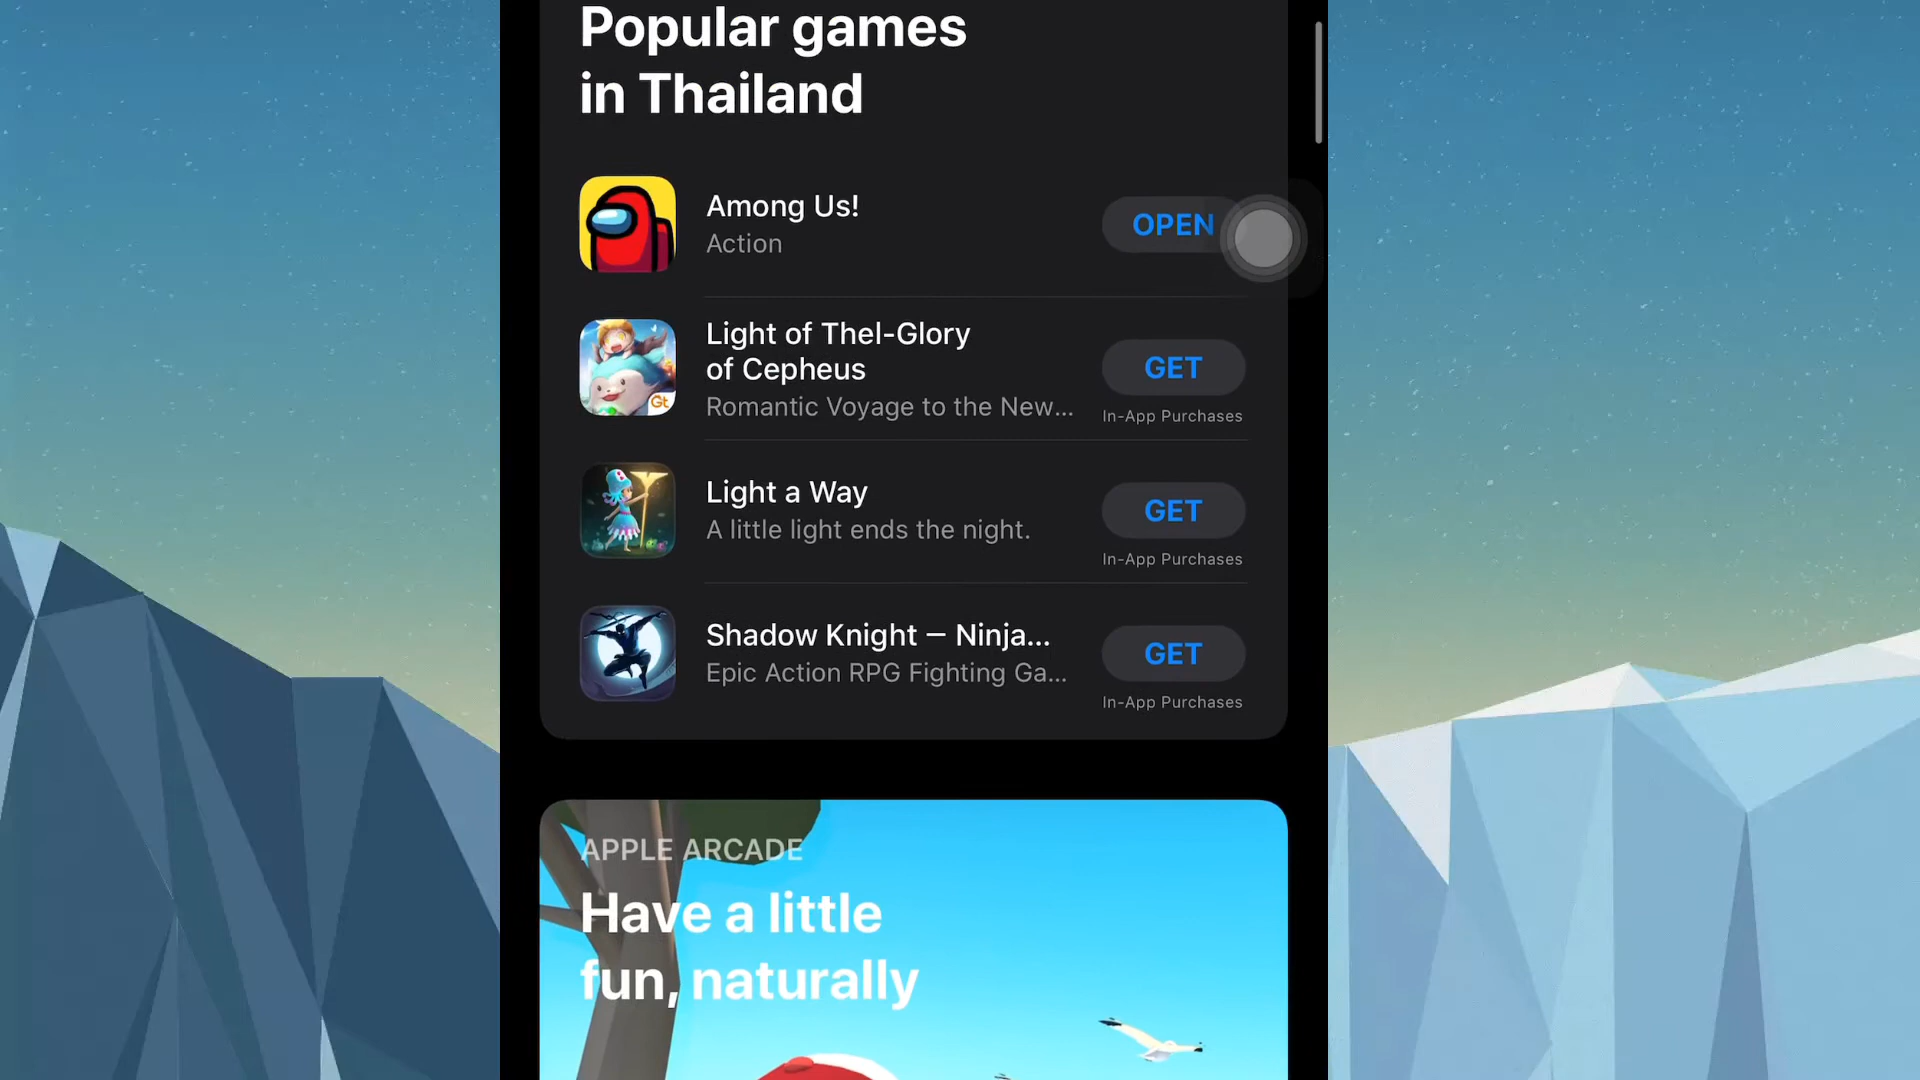 Popular games
in Thailand
Among Us!
Action
OPEN
Light of Thel-Glory
of Cepheus
Romantic Voyage to the New...
GET
In-App Purchases
Gt
Light a Way
A little light ends the night.
GET
In-App Purchases
Shadow Knight – Ninja...
Epic Action RPG Fighting Ga...
GET
In-App Purchases
APPLE ARCADE
Have a little
fun, naturally